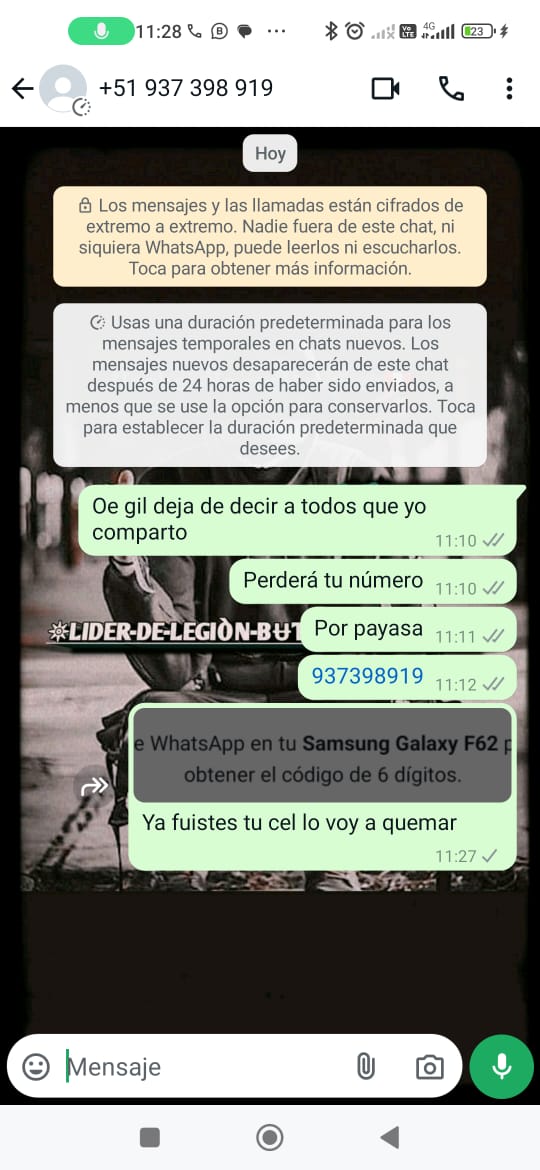 11:28
4G
23
+51 937 398 919
Hoy
Los mensajes y las llamadas están cifrados de
extremo a extremo. Nadie fuera de este chat, ni
siquiera WhatsApp, puede leerlos ni escucharlos.
Toca para obtener más información.
Usas una duración predeterminada para los
mensajes temporales en chats nuevos. Los
mensajes nuevos desaparecerán de este chat
después de 24 horas de haber sido enviados, a
menos que se use la opción para conservarlos. Toca
para establecer la duración predeterminada que
desees.
Oe gil deja de decir a todos que yo
comparto
11:10
Perderá tu número 11:10
LIDER-DE-LEGIÒN-BUT
Por payasa 11:11
937398919 11:12
e WhatsApp en tu Samsung Galaxy F62 p
obtener el código de 6 dígitos.
Ya fuistes tu cel lo voy a quemar
11:27
Mensaje